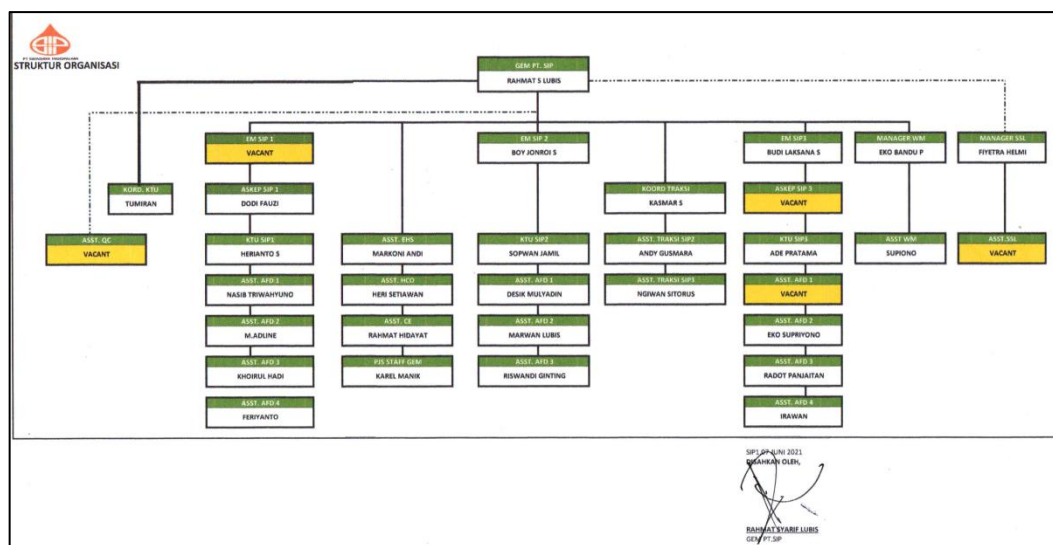 SIP
STRUKTUR ORGANISASI
GEM PT. SIP
RAHMAT S LUBIS
EM SIP 1
VACANT
EM SIP 2
BOY JONROI S
EM SIP3
BUDI LAKSANA S
MANAGER WM
EKO BANDU P
MANAGER SSL
FIYETRA HELMI
KORD. KTU
TUMIRAN
ASKEP SIP 1
DODI FAUZI
KOORD TRAKSI
KASMAR S
ASKEP SIP 3
VACANT
ASST. QC
VACANT
KTU SIP1
HERIANTO S
ASST. EHS
MARKONI ANDI
KTU SIP2
SOPWAN JAMIL
ASST. TRAKSI SIP2
ANDY GUSMARA
KTU SIP3
ADE PRATAMA
ASST WM
SUPIONO
ASST.SSL
VACANT
ASST. AFD 1
NASIB TRIWAHYUNO
ASST. HCO
HERI SETIAWAN
ASST. AFD 1
DESIK MULYADIN
ASST. TRAKSI SIP1
NGIWAN SITORUS
ASST. AFD 1
VACANT
ASST. AFD 2
M.ADLINE
ASST. CE
RAHMAT HIDAYAT
ASST. AFD 2
MARWAN LUBIS
ASST. AFD 2
EKO SUPRIYONO
ASST. AFD 3
KHOIRUL HADI
PJS STAFF GEM
KAREL MANIK
ASST. AFD 3
RISWANDI GINTING
ASST. AFD 3
RADOT PANJAITAN
ASST. AFD 4
FERIYANTO
ASST. AFD 4
IRAWAN
SIP1 07 JUNI 2021
DISAHKAN OLEH,
RAHMAT SYARIF LUBIS
GEM PT.SIP